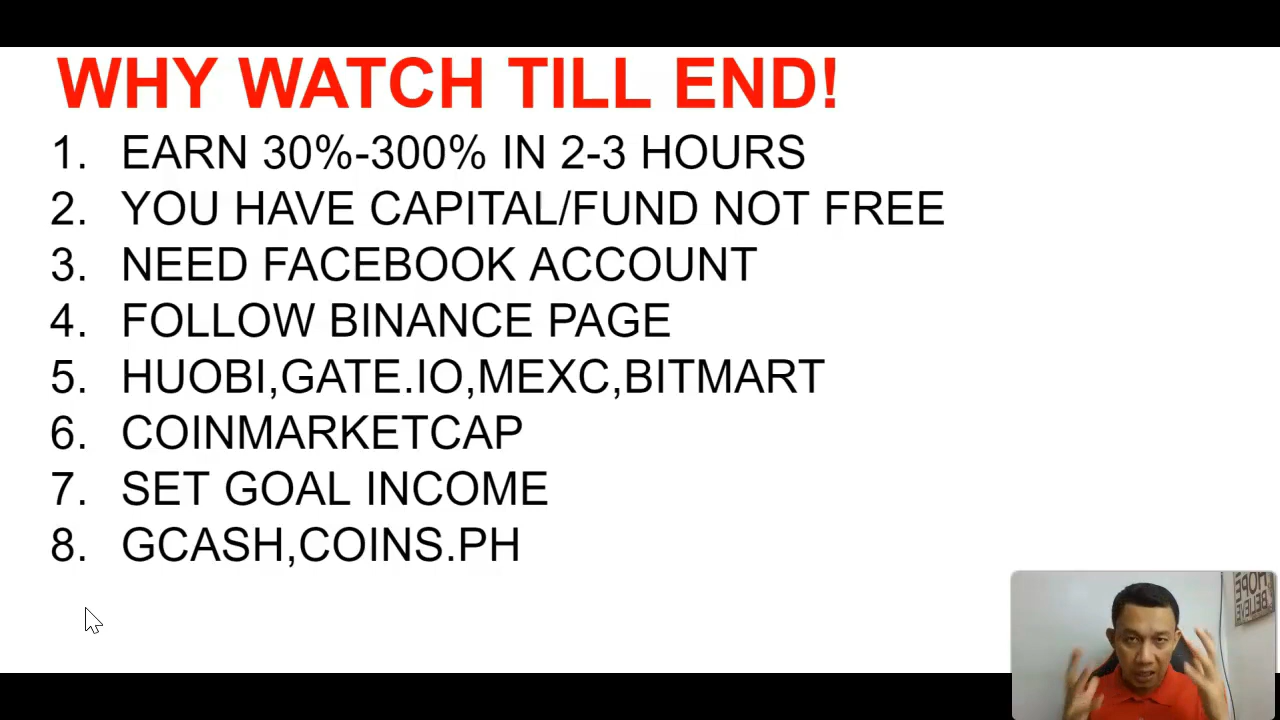 WHY WATCH TILL END!
1. EARN 30%-300% IN 2-3 HOURS
2. YOU HAVE CAPITAL/FUND NOT FREE
3. NEED FACEBOOK ACCOUNT
4. FOLLOW BINANCE PAGE
5. HUOBI,GATE.IO,MEXC,BITMART
6. COINMARKETCAP
7. SET GOAL INCOME
8. GCASH,COINS.PH
HOPE
BELIEVE